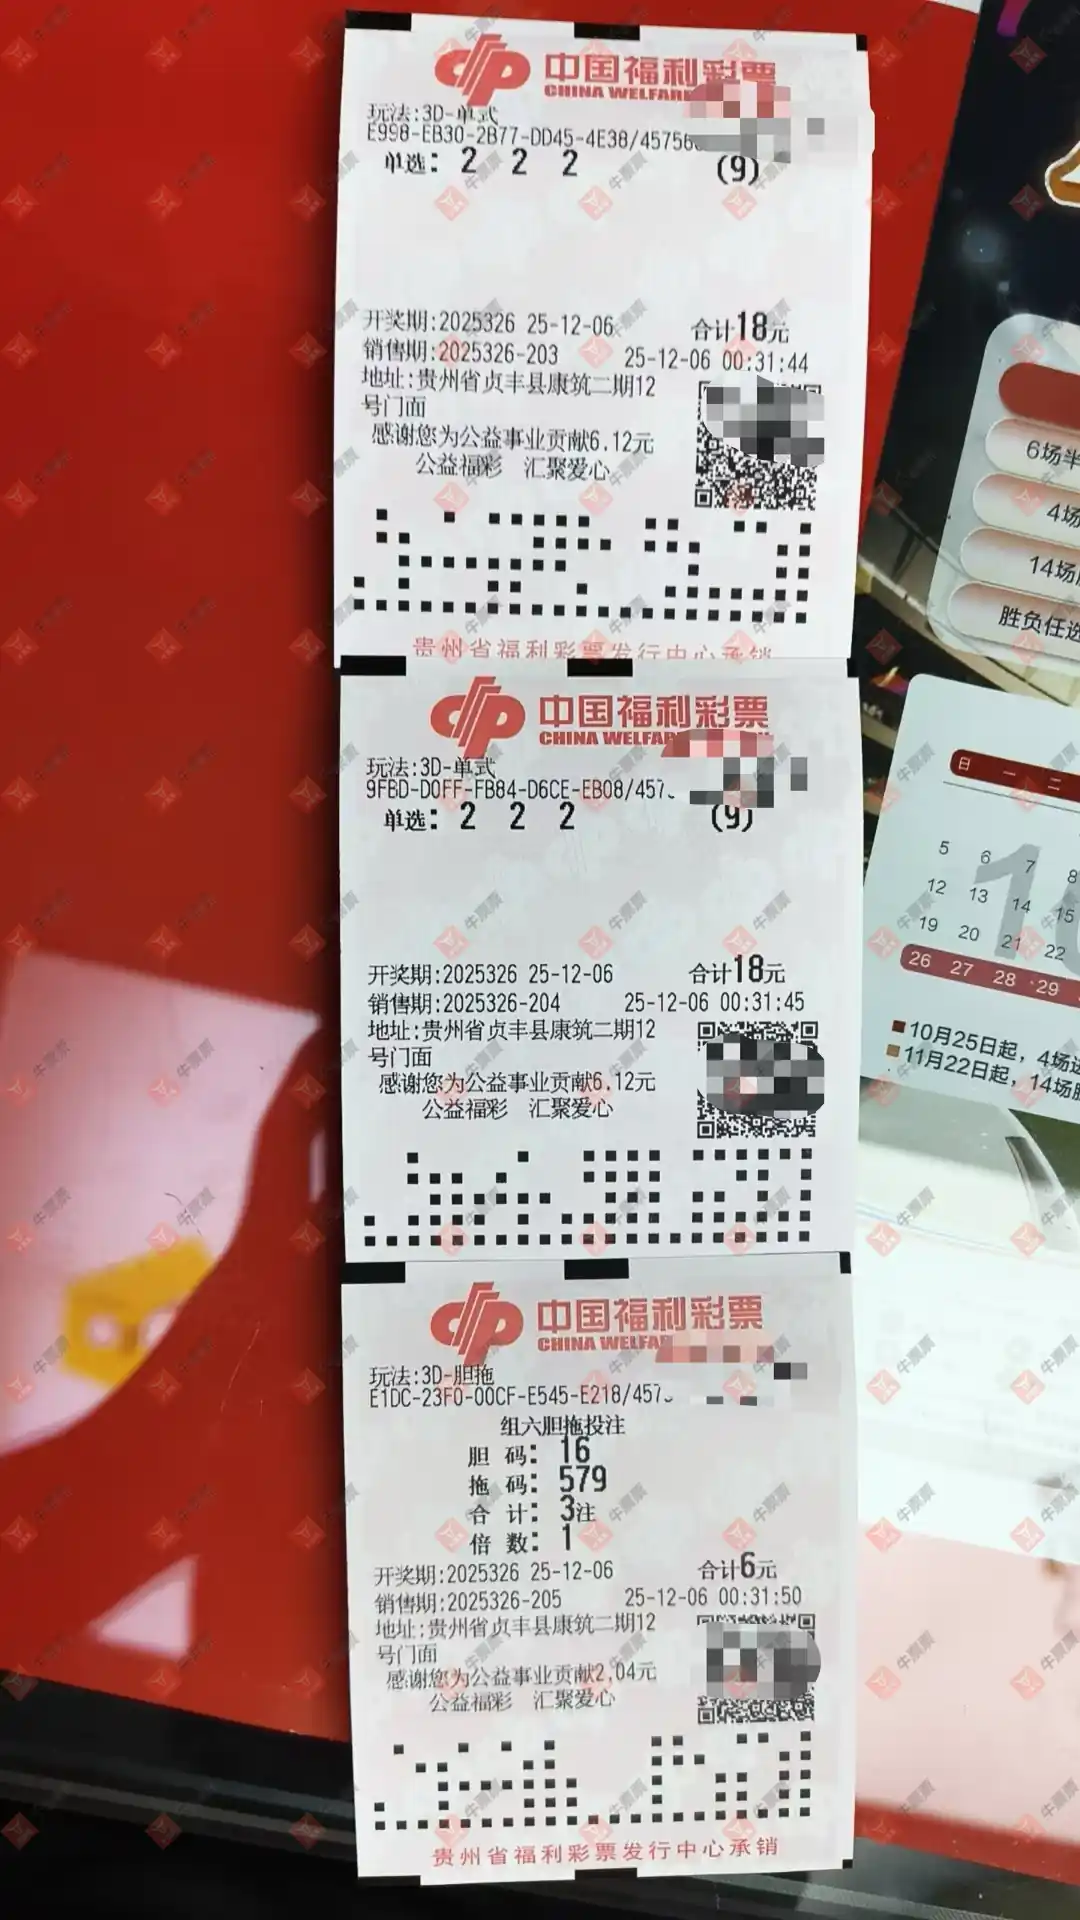 中国福利彩票
CHINA WELFARE
玩法:3D-单式
E998-EB30-2B77-DD45-4E38/45756
单选: 2 2 2 (9)
开奖期:2025326 25-12-06 合计18元
销售期:2025326-203 25-12-06 00:31:44
地址:贵州省贞丰县康筑二期12
号门面
感谢您为公益事业贡献6.12元
公益福彩 汇聚爱心
贵州省福利彩票发行中心承销
中国福利彩票
CHINA WELFAR
玩法:3D-单式
9FBD-D0FF-FB84-D6CE-EB08/457
单选: 2 2 2 (9)
开奖期:2025326 25-12-06 合计18元
销售期:2025326-204 25-12-06 00:31:45
地址:贵州省贞丰县康筑二期12
号门面
感谢您为公益事业贡献6.12元
公益福彩 汇聚爱心
中国福利彩票
CHINA WELFAR
玩法:3D-胆拖
E1DC-23F0-00CF-E545-E218/457
组六胆拖投注
胆 码: 16
拖 码: 579
合 计: 3注
倍 数: 1
开奖期:2025326 25-12-06 合计6元
销售期:2025326-205 25-12-06 00:31:50
地址:贵州省贞丰县康筑二期12
号门面
感谢您为公益事业贡献2.04元
公益福彩 汇聚爱心
贵州省福利彩票发行中心承销
6场半
4场
14场
胜负任选
日 一 二
5 6 7 8
12 13 14 15
19 20 21 22
26 27 28 29
10月25日起，4场进
11月22日起，14场胜
牛票票